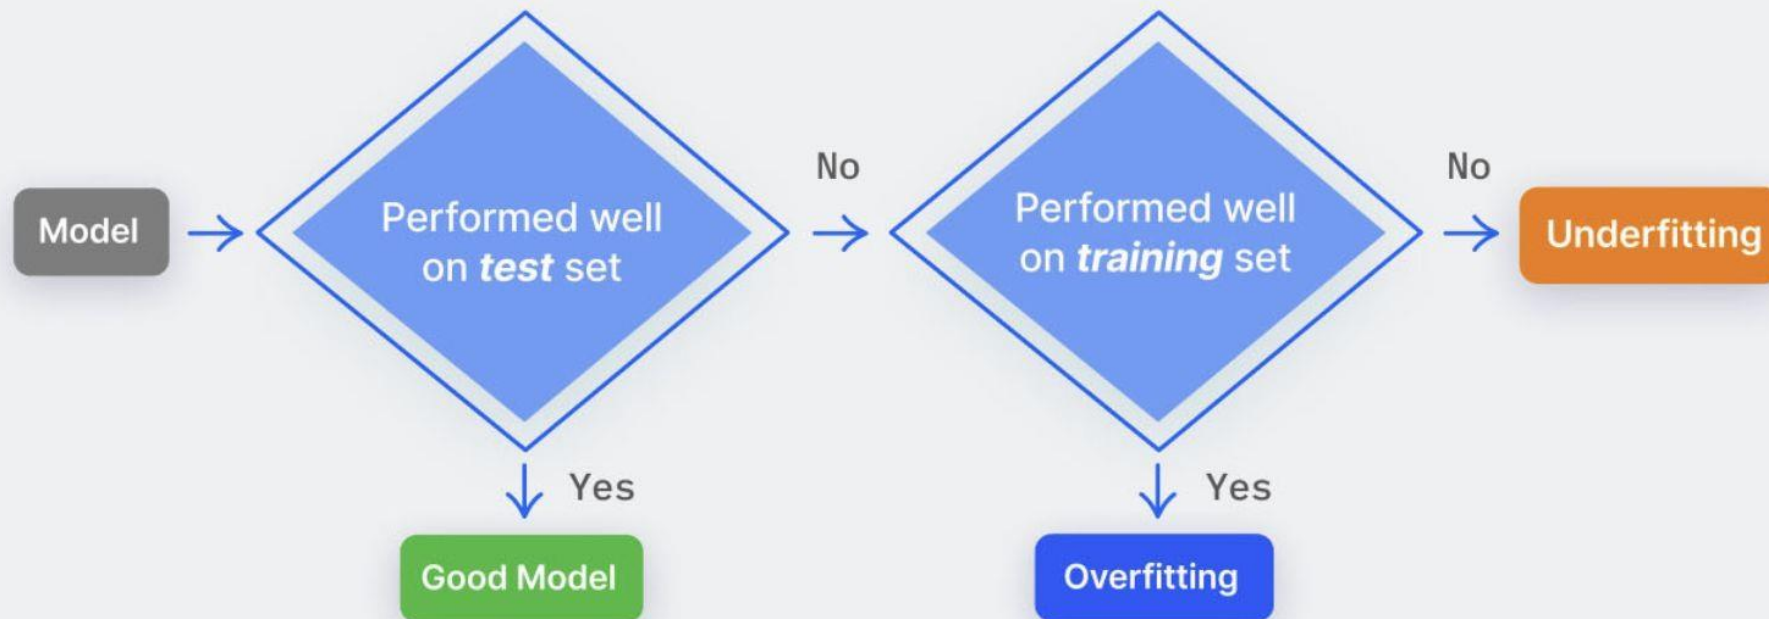 Model
Performed well
on test set
No
Performed well
on training set
No
Underfitting
Yes
Yes
Good Model
Overfitting